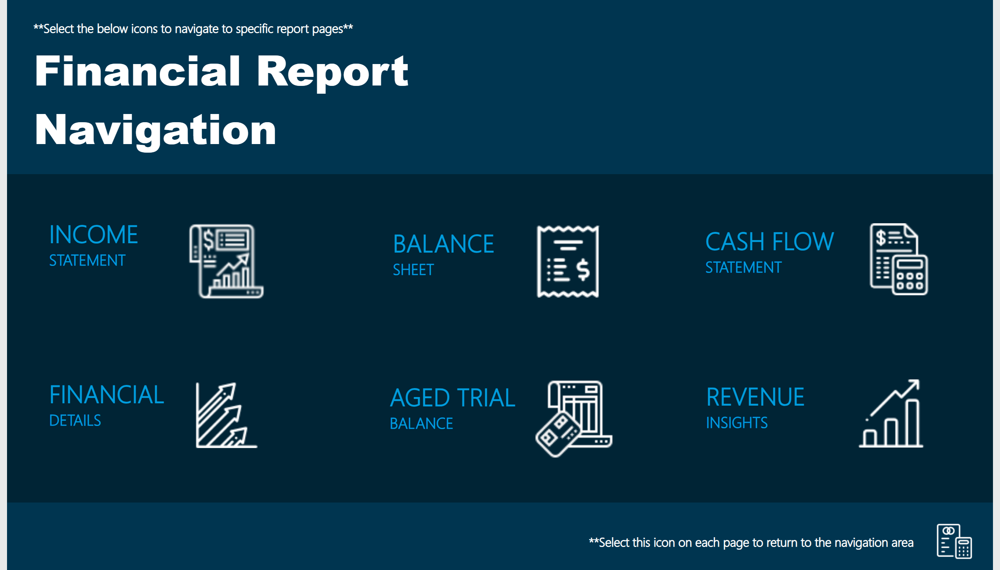 **Select the below icons to navigate to specific report pages**
Financial Report
Navigation
INCOME
STATEMENT
BALANCE
SHEET
CASH FLOW
STATEMENT
FINANCIAL
DETAILS
AGED TRIAL
BALANCE
REVENUE
INSIGHTS
**Select this icon on each page to return to the navigation area